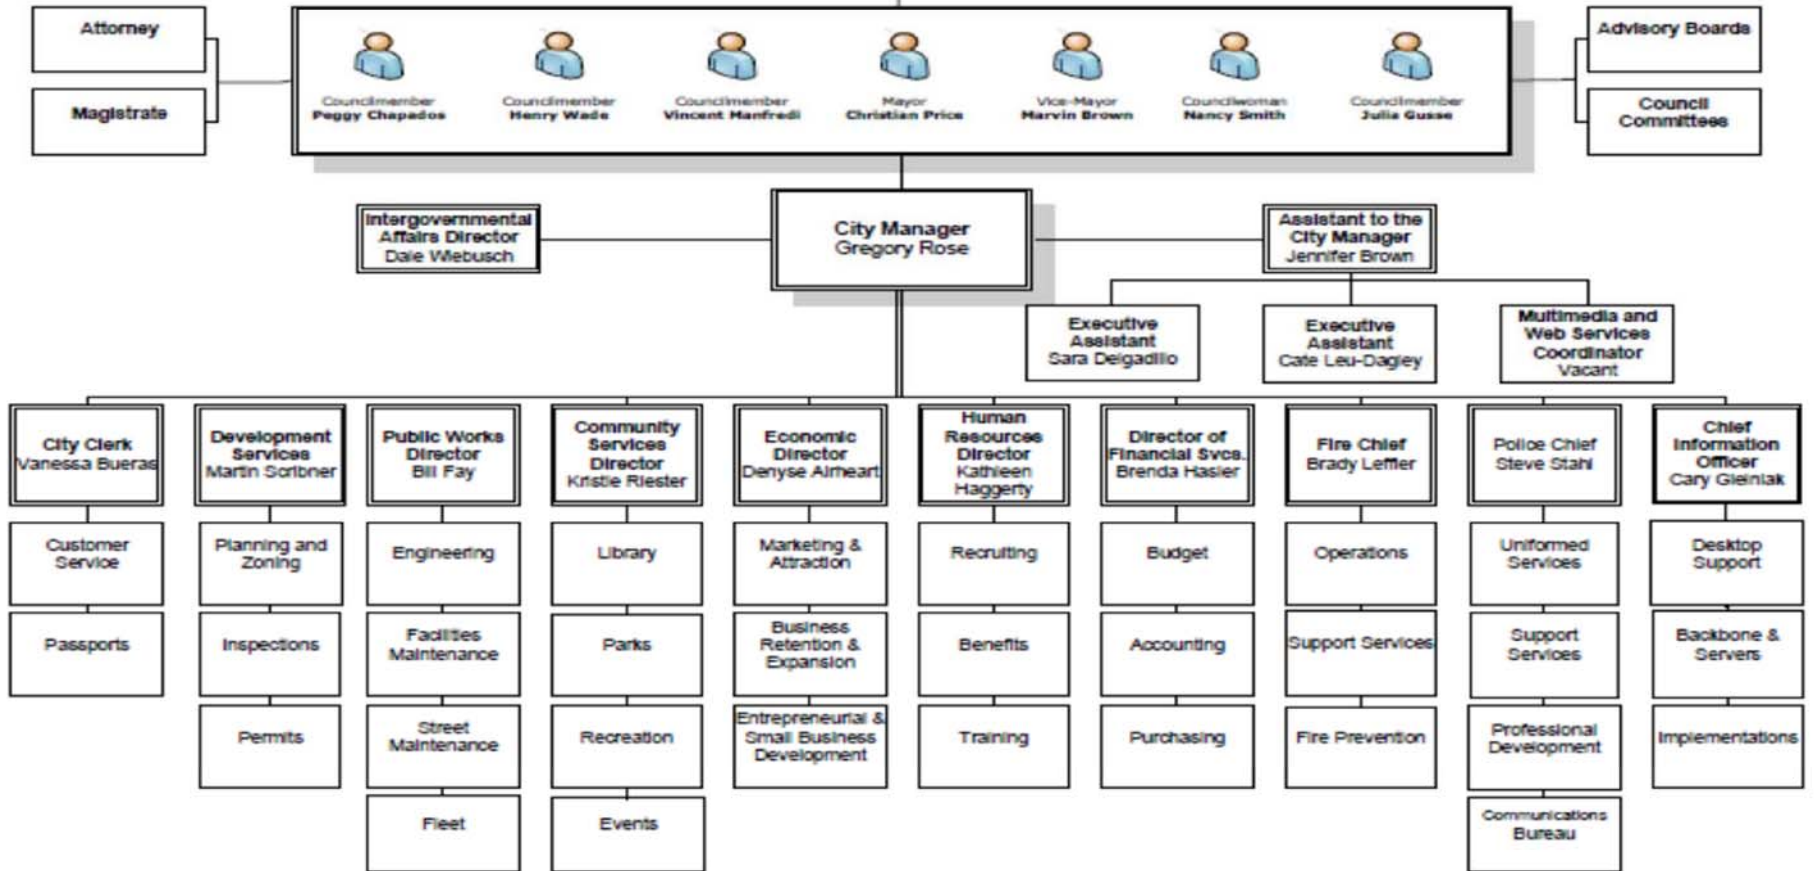 Attorney
Magistrate
Councilmember
Peggy Chapados
Councilmember
Henry Wade
Councilmember
Vincent Manfredi
Mayor
Christian Price
Vice-Mayor
Marvin Brown
Councilwoman
Nancy Smith
Councilmember
Julia Gusse
Advisory Boards
Council
Committees
Intergovernmental
Affairs Director
Dale Wiebusch
City Manager
Gregory Rose
Assistant to the
City Manager
Jennifer Brown
Executive
Assistant
Sara Delgadillo
Executive
Assistant
Cate Leu-Dagley
Multimedia and
Web Services
Coordinator
Vacant
City Clerk
Vanessa Bueras
Customer
Service
Passports
Development
Services
Martin Scribner
Planning and
Zoning
Inspections
Permits
Public Works
Director
Bill Fay
Engineering
Facilities
Maintenance
Street
Maintenance
Fleet
Community
Services
Director
Kristie Riester
Library
Parks
Recreation
Events
Economic
Director
Denyse Airheart
Marketing &
Attraction
Business
Retention &
Expansion
Entrepreneurial &
Small Business
Development
Human
Resources
Director
Kathleen
Haggerty
Recruiting
Benefits
Training
Director of
Financial Svcs.
Brenda Hasler
Budget
Accounting
Purchasing
Fire Chief
Brady Leffler
Operations
Support Services
Fire Prevention
Police Chief
Steve Stahl
Uniformed
Services
Support
Services
Professional
Development
Communications
Bureau
Chief
Information
Officer
Cary Gleiniak
Desktop
Support
Backbone &
Servers
Implementations